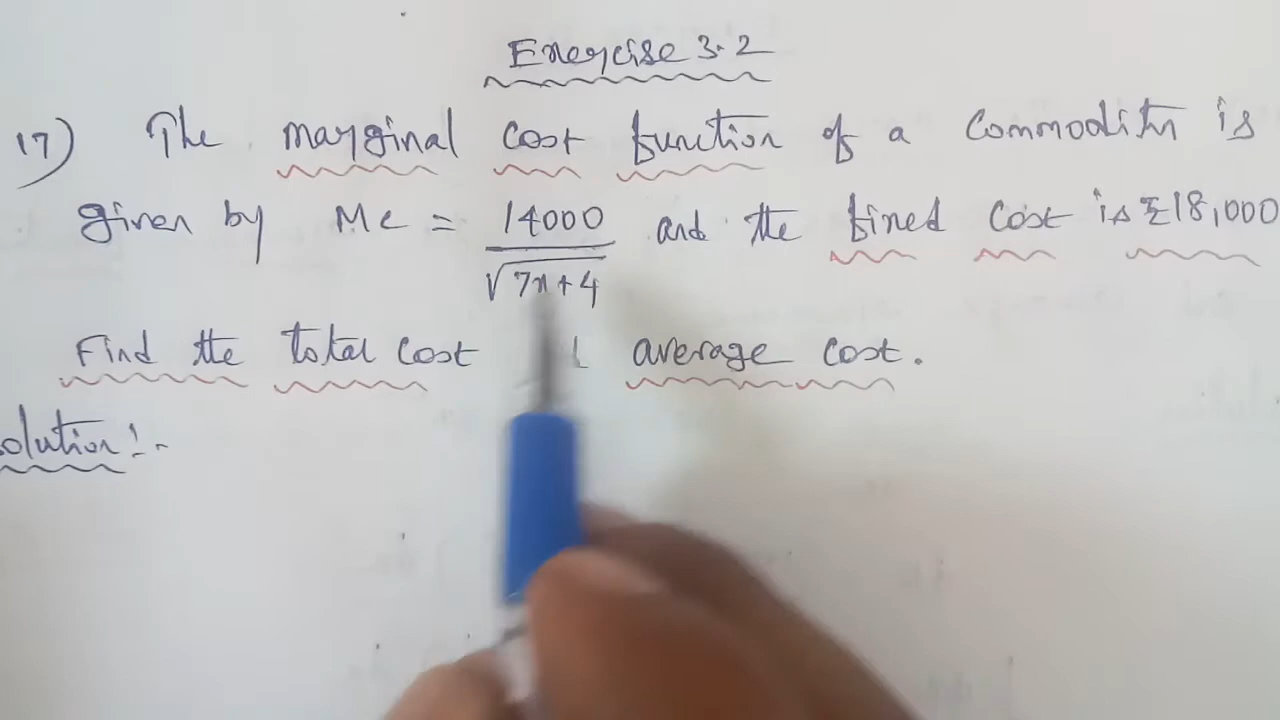 Exercise 3.2
17) The marginal cost function of a commodity is
given by MC = 14000 / √7x+4 and the fixed cost is ₹18,000
Find the total cost average cost.
olution:-